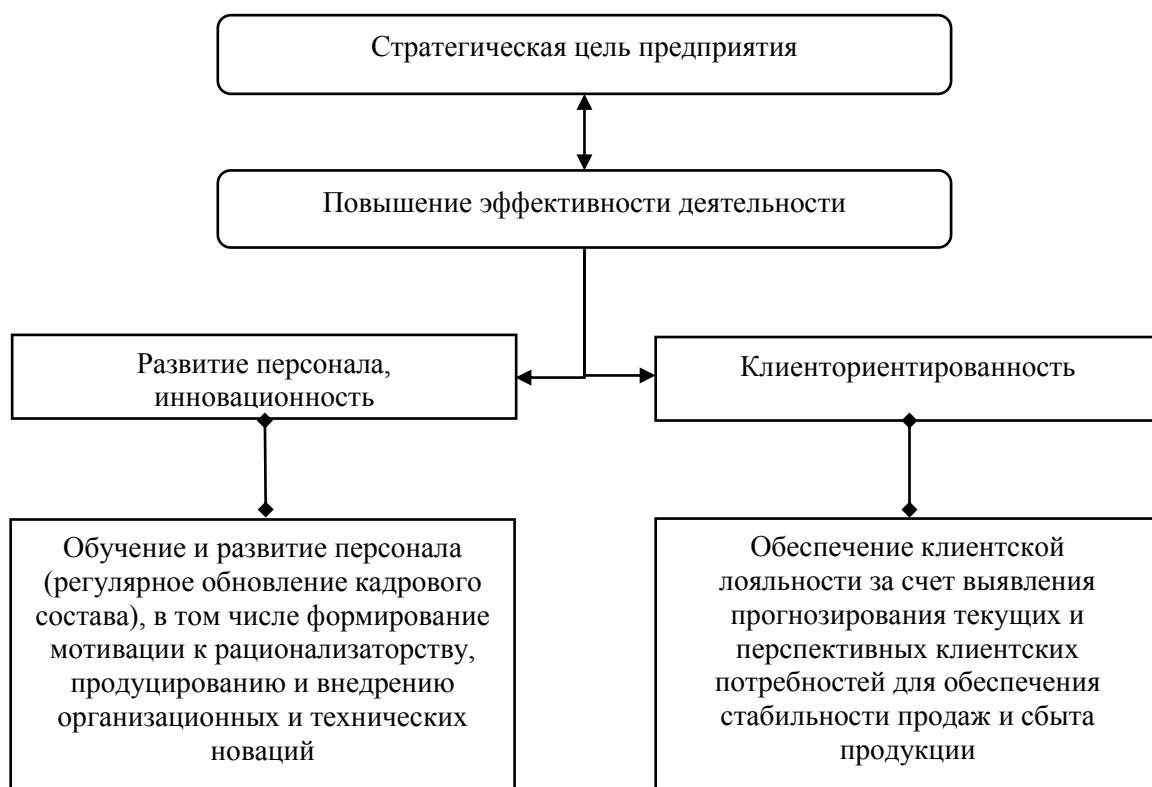 Стратегическая цель предприятия
Повышение эффективности деятельности
Развитие персонала,
инновационность
Клиенториентированность
Обучение и развитие персонала
(регулярное обновление кадрового
состава), в том числе формирование
мотивации к рационализаторству,
продуцированию и внедрению
организационных и технических
новаций
Обеспечение клиентской
лояльности за счет выявления
прогнозирования текущих и
перспективных клиентских
потребностей для обеспечения
стабильности продаж и сбыта
продукции